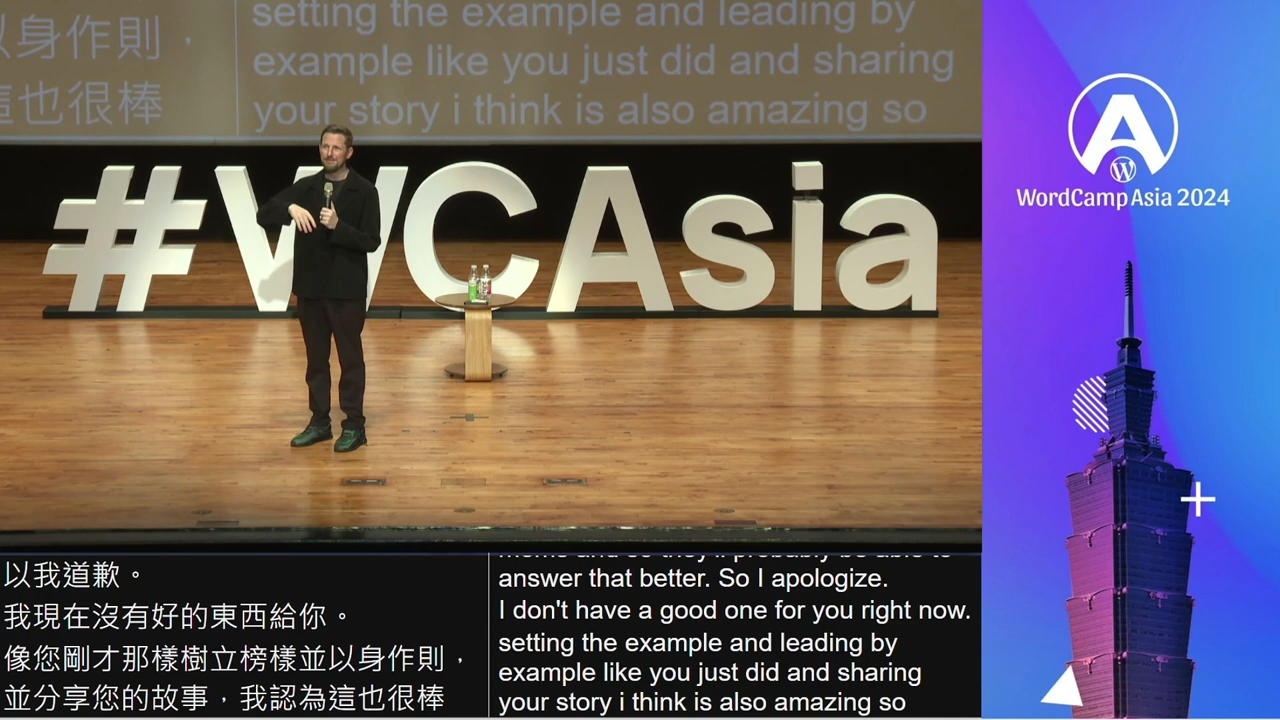 以身作則，
這也很棒
setting the example and leading by
example like you just did and sharing
your story i think is also amazing so
#WCAsia
WordCamp Asia 2024
以我道歉。
我現在沒有好的東西給你。
像您剛才那樣樹立榜樣並以身作則，
並分享您的故事，我認為這也很棒
answer that better. So I apologize.
I don't have a good one for you right now.
setting the example and leading by
example like you just did and sharing
your story i think is also amazing so